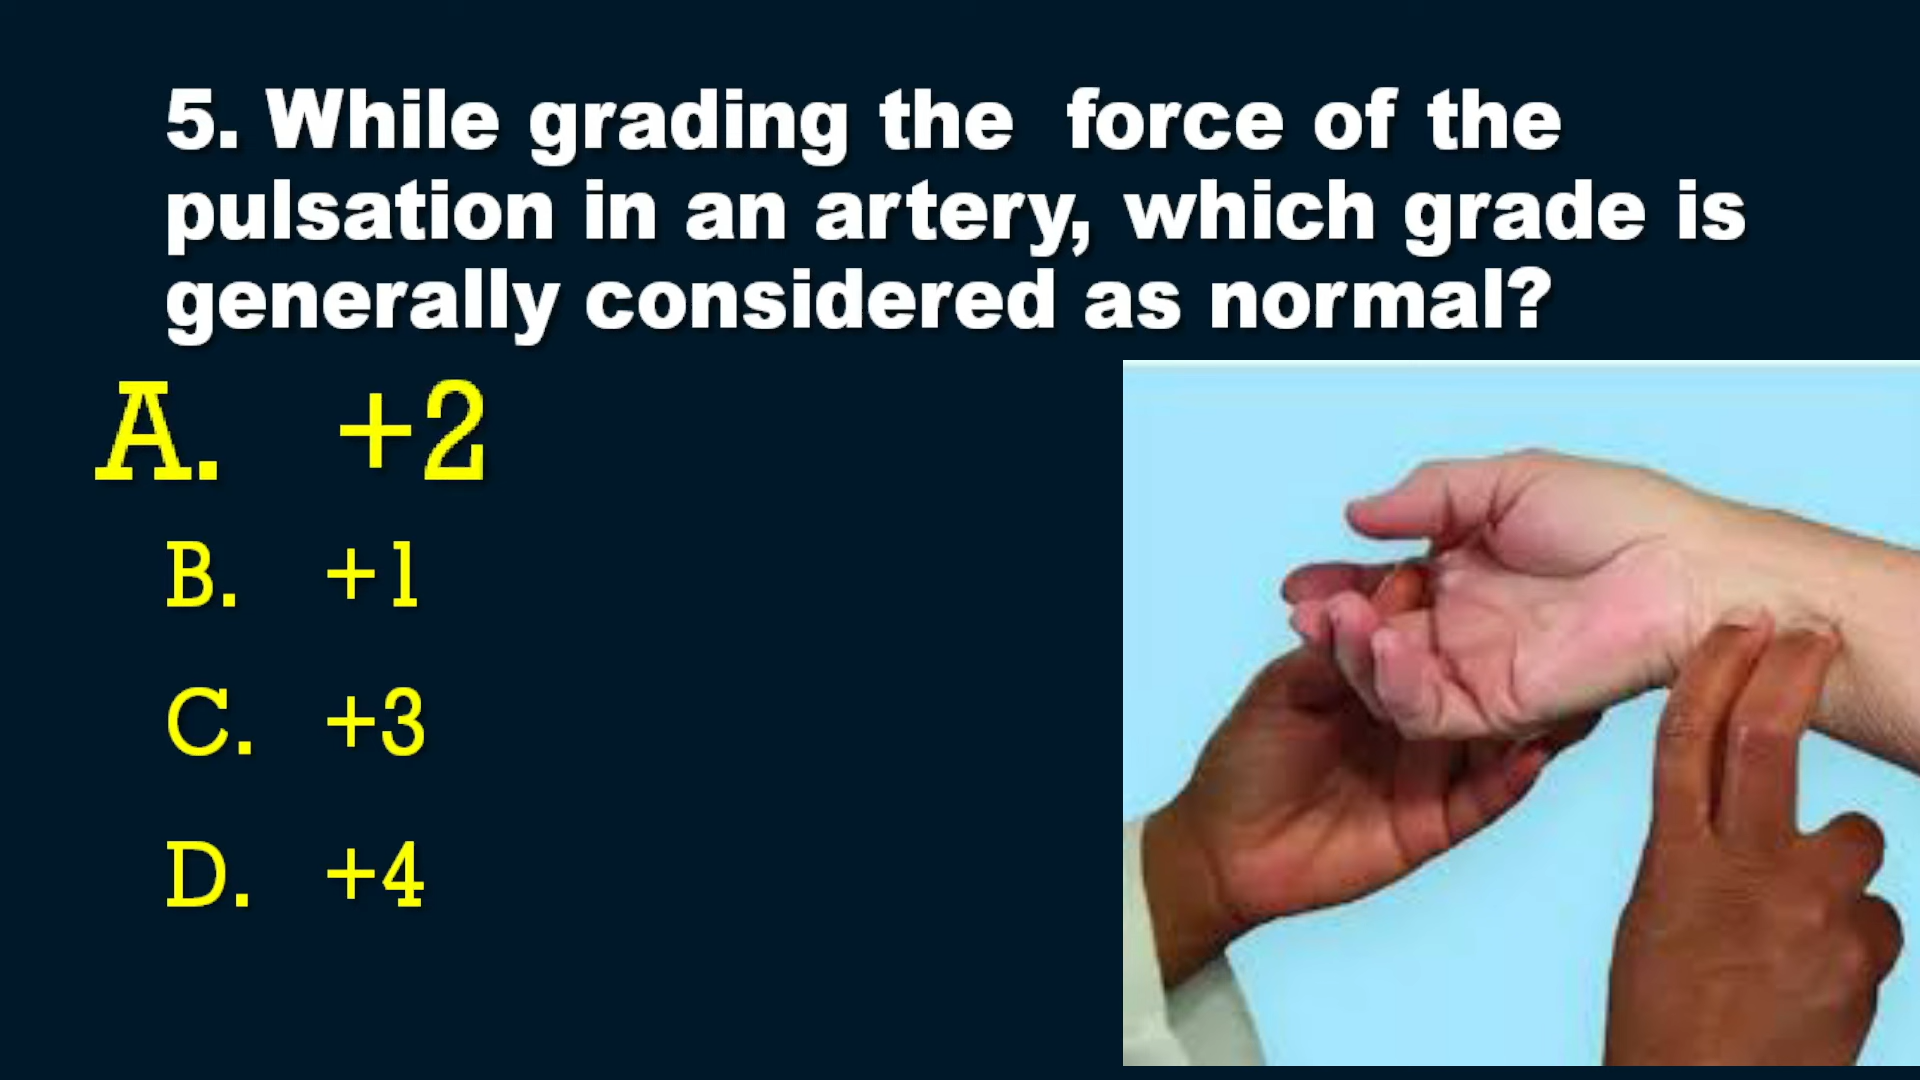 5. While grading the force of the
pulsation in an artery, which grade is
generally considered as normal?
A. +2
B. +1
C. +3
D. +4